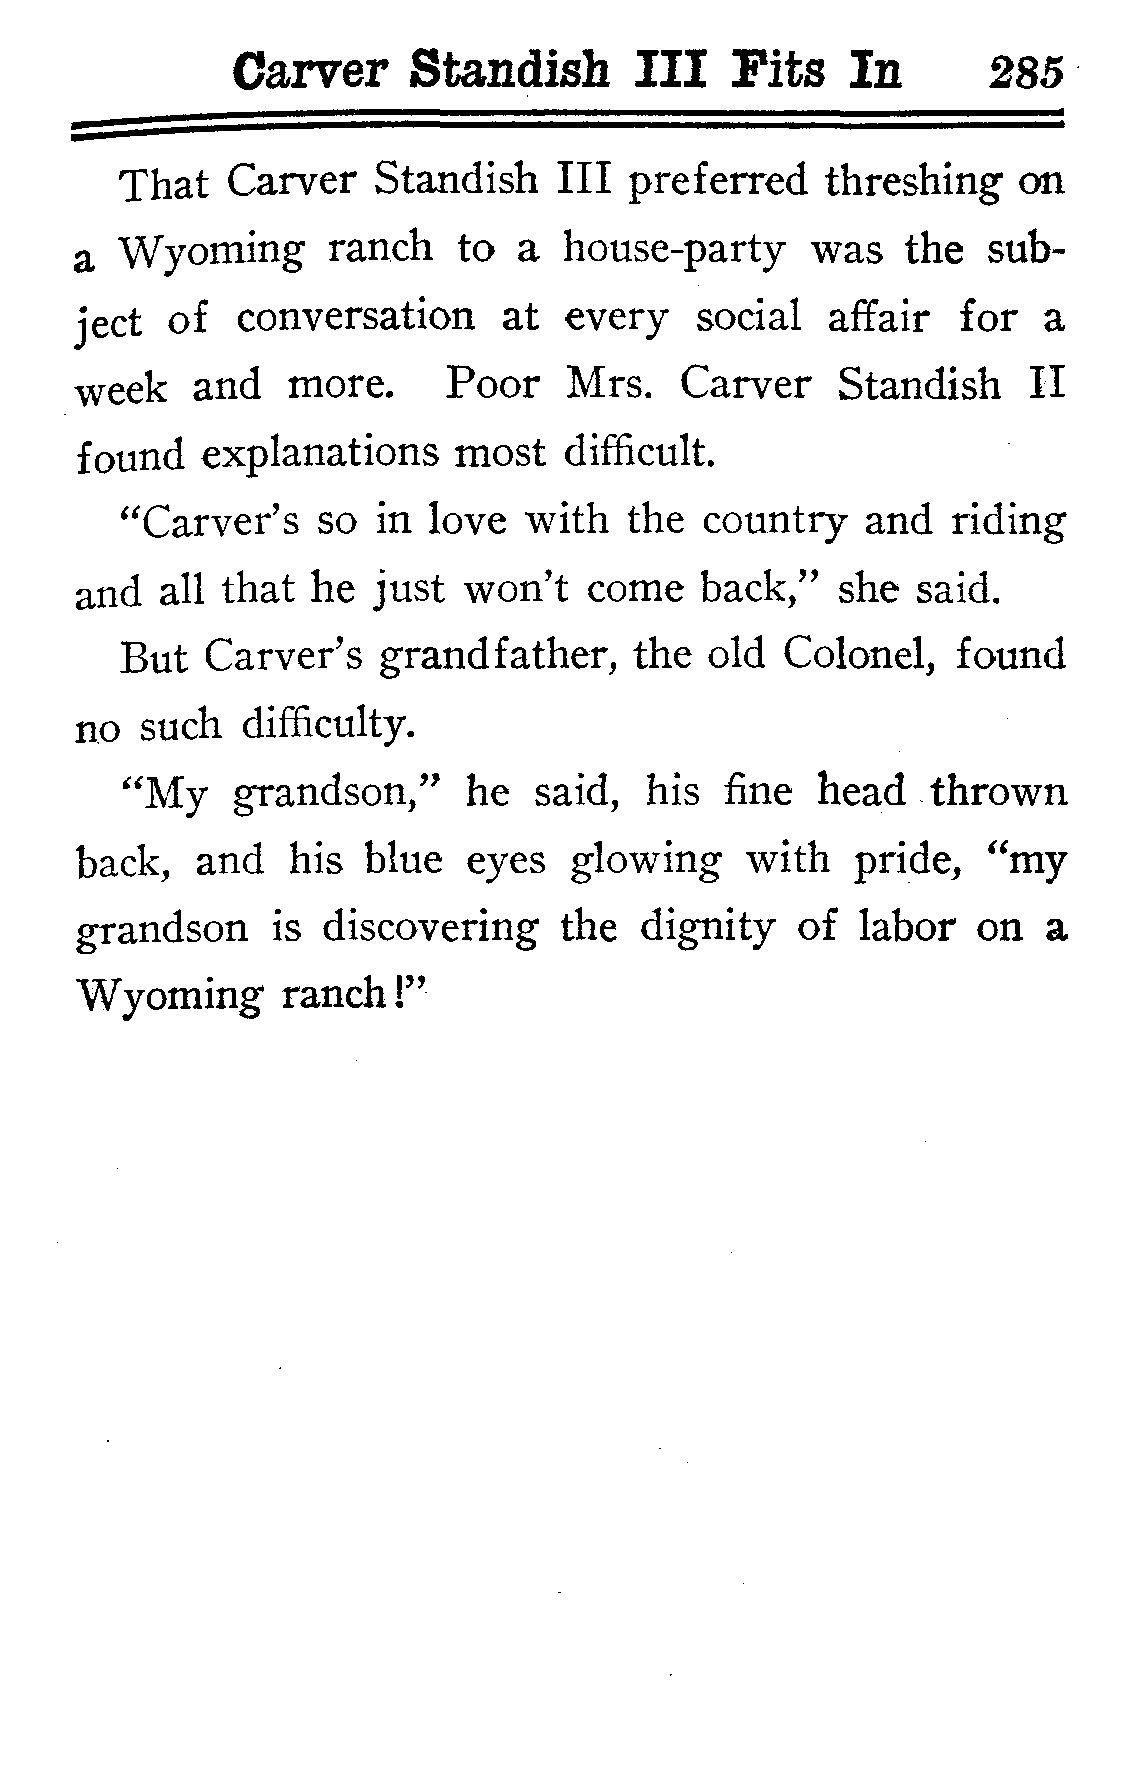 Carver Standish III Fits In 285
That Carver Standish III preferred threshing on
a Wyoming ranch to a house-party was the sub-
ject of conversation at every social affair for a
week and more. Poor Mrs. Carver Standish II
found explanations most difficult.
“Carver’s so in love with the country and riding
and all that he just won’t come back,” she said.
But Carver’s grandfather, the old Colonel, found
no such difficulty.
“My grandson,” he said, his fine head thrown
back, and his blue eyes glowing with pride, “my
grandson is discovering the dignity of labor on a
Wyoming ranch!”